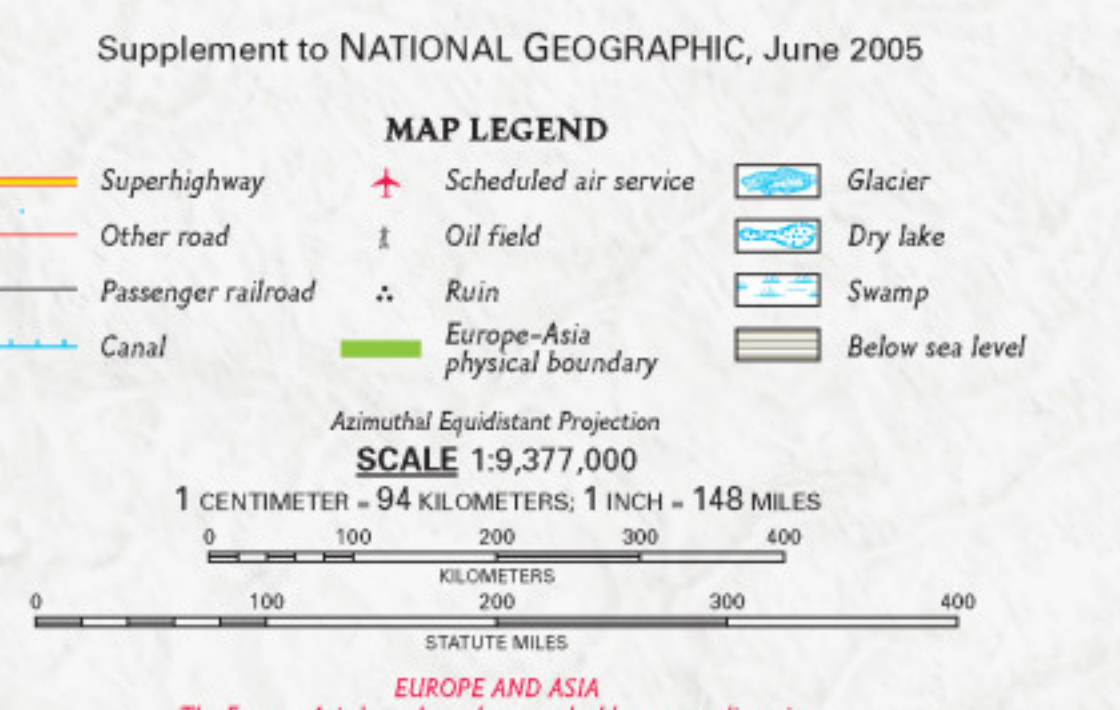 Supplement to NATIONAL GEOGRAPHIC, June 2005
MAP LEGEND
Superhighway
Other road
Passenger railroad
Canal
Scheduled air service
Oil field
Ruin
Europe–Asia
physical boundary
Glacier
Dry lake
Swamp
Below sea level
Azimuthal Equidistant Projection
SCALE 1:9,377,000
1 CENTIMETER = 94 KILOMETERS; 1 INCH = 148 MILES
0 100 200 300 400
KILOMETERS
0 100 200 300 400
STATUTE MILES
EUROPE AND ASIA